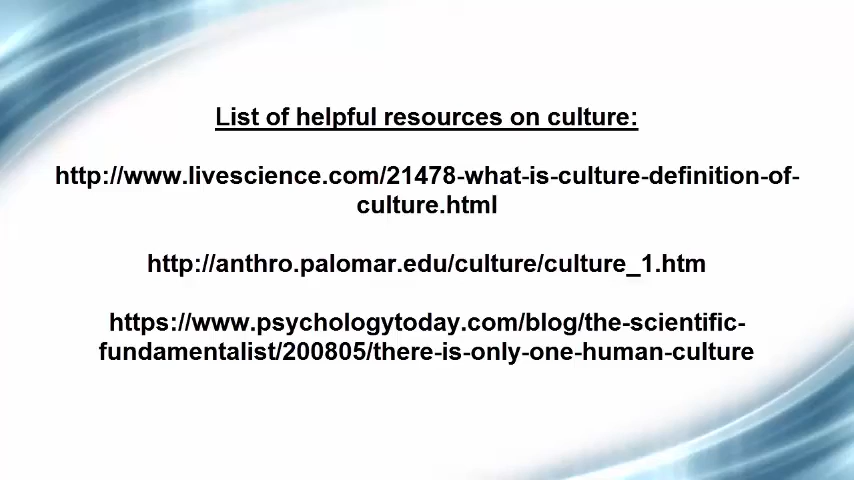 List of helpful resources on culture:
http://www.livescience.com/21478-what-is-culture-definition-of-
culture.html
http://anthro.palomar.edu/culture/culture_1.htm
https://www.psychologytoday.com/blog/the-scientific-
fundamentalist/200805/there-is-only-one-human-culture